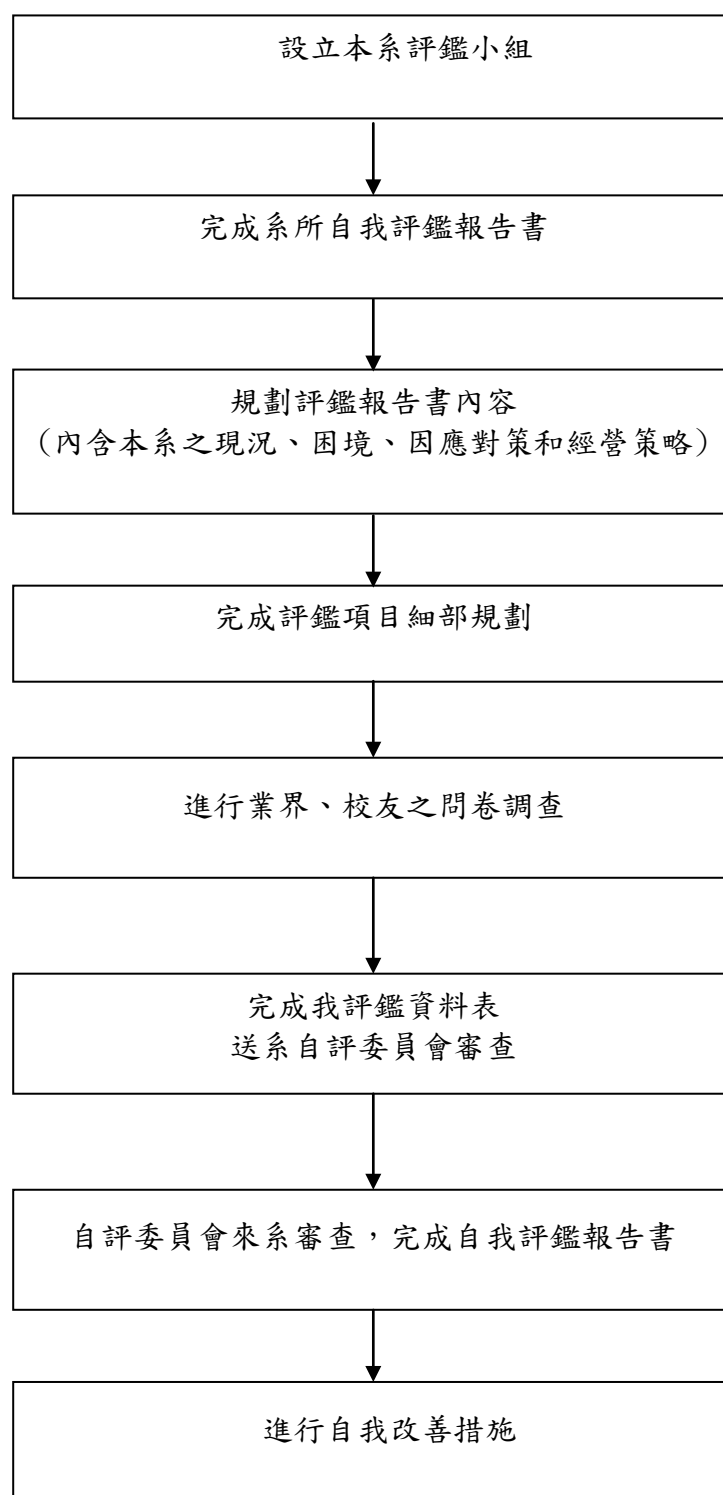 設立本系評鑑小組
完成系所自我評鑑報告書
規劃評鑑報告書內容
（內含本系之現況、困境、因應對策和經營策略）
完成評鑑項目細部規劃
進行業界、校友之問卷調查
完成我評鑑資料表
送系自評委員會審查
自評委員會來系審查，完成自我評鑑報告書
進行自我改善措施